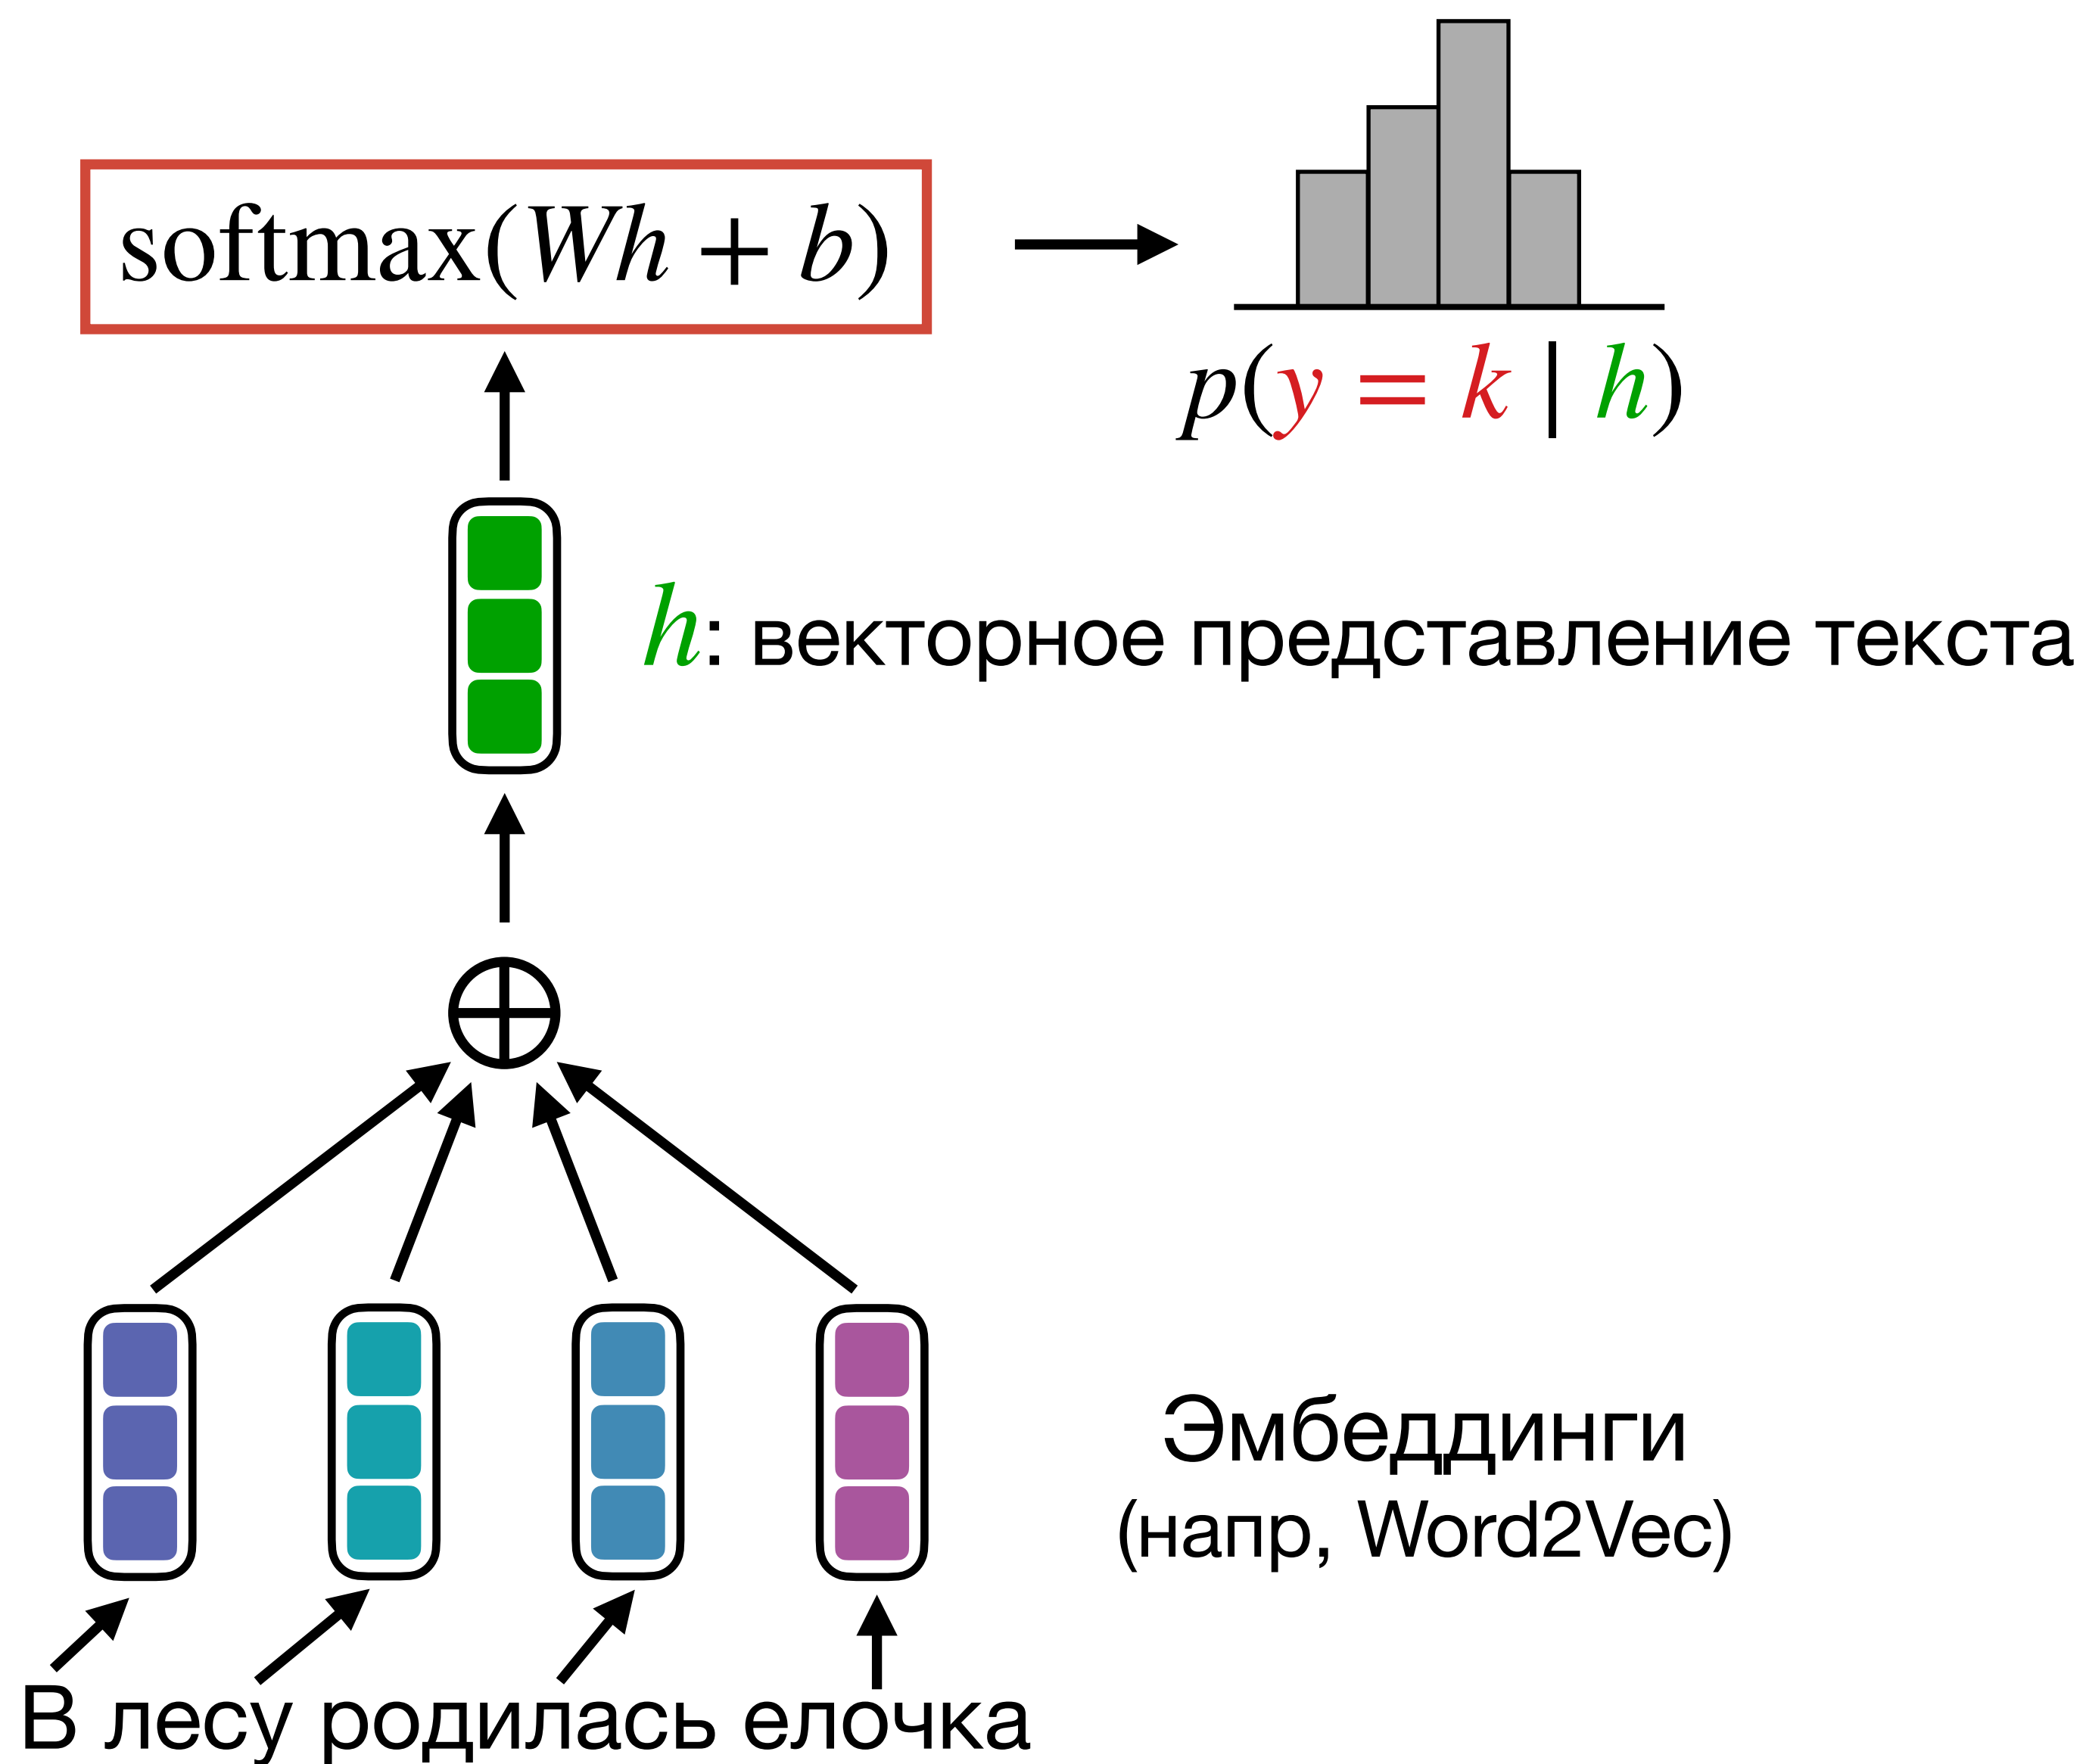 softmax(Wh + b)
p(y = k | h)
h: векторное представление текста
Эмбеддинги
(напр, Word2Vec)
В лесу родилась елочка